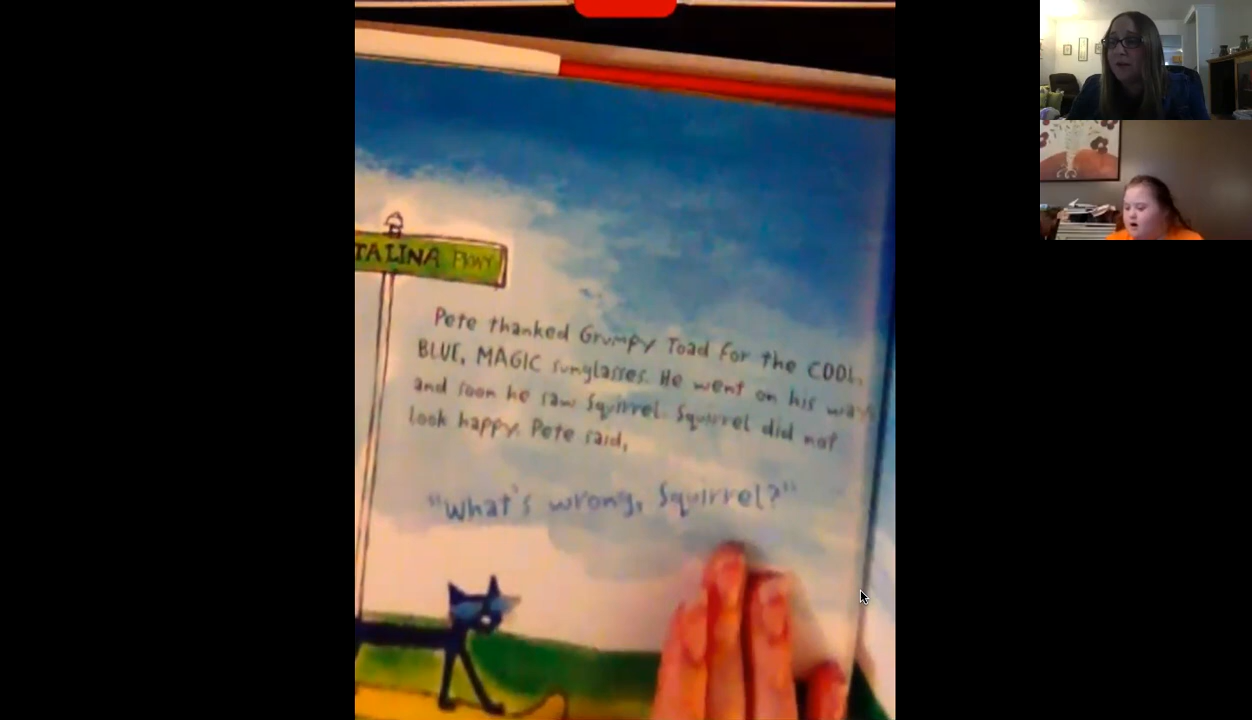 TALINA PKWY
Pete thanked Grumpy Toad for the COOL,
BLUE, MAGIC sunglasses. He went on his way
and soon he saw Squirrel. Squirrel did not
look happy. Pete said,
"What's wrong, Squirrel?"